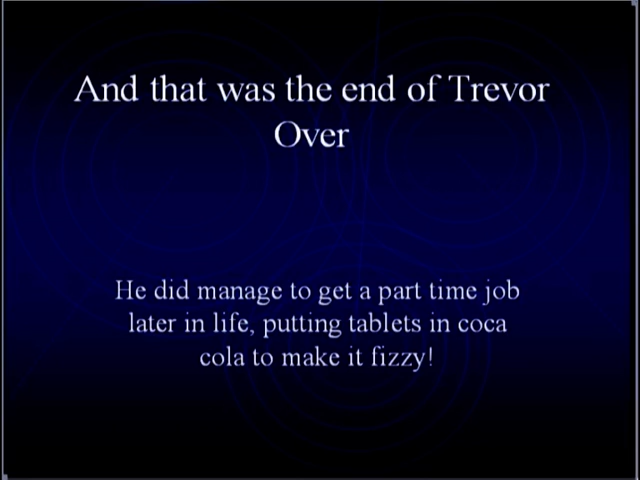 And that was the end of Trevor
Over
He did manage to get a part time job
later in life, putting tablets in coca
cola to make it fizzy!